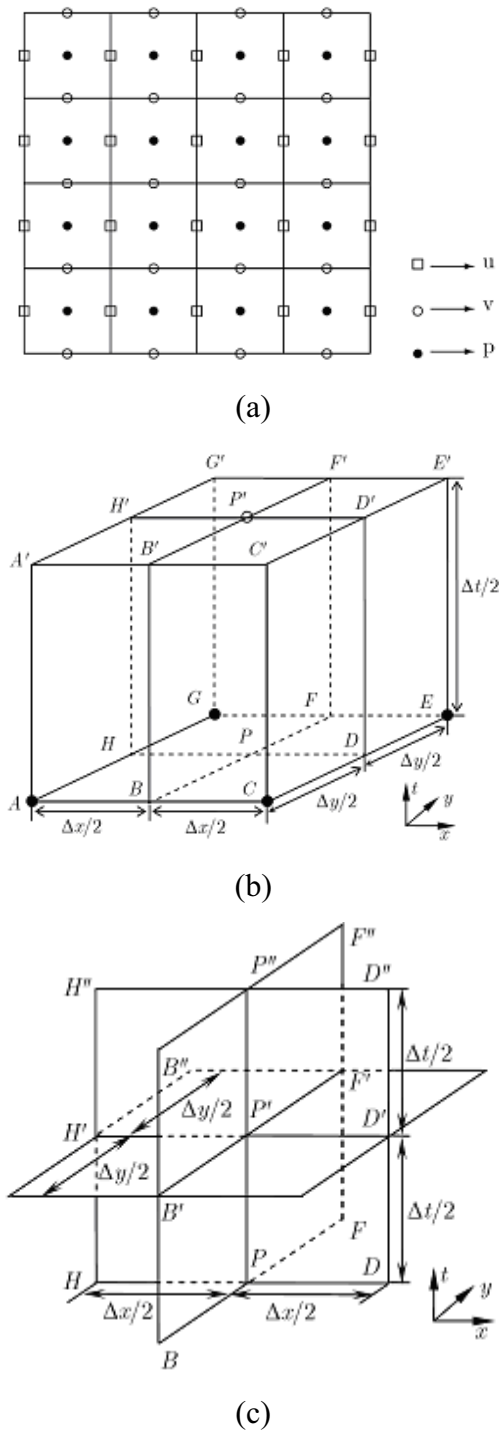 u
v
p
(a)
G′ F′ E′
H′ P′ D′
A′ B′ C′
Δt/2
G F E
H P D
Δy/2
A B C
Δy/2
Δx/2 Δx/2
t
y
x
(b)
F″
P″
H″ D″
B″
Δt/2
F′
Δy/2
P′
H′ D′
Δy/2
B′
Δt/2
F
P
H D
Δx/2 Δx/2
t
y
x
B
(c)